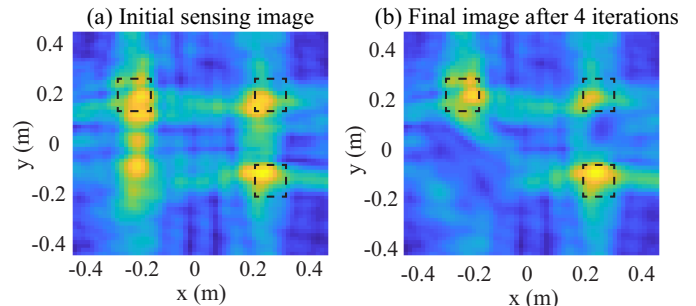 (a) Initial sensing image
(b) Final image after 4 iterations
0.4
0.2
0
-0.2
-0.4
y (m)
-0.4 -0.2 0 0.2 0.4
x (m)
0.4
0.2
0
-0.2
-0.4
y (m)
-0.4 -0.2 0 0.2 0.4
x (m)